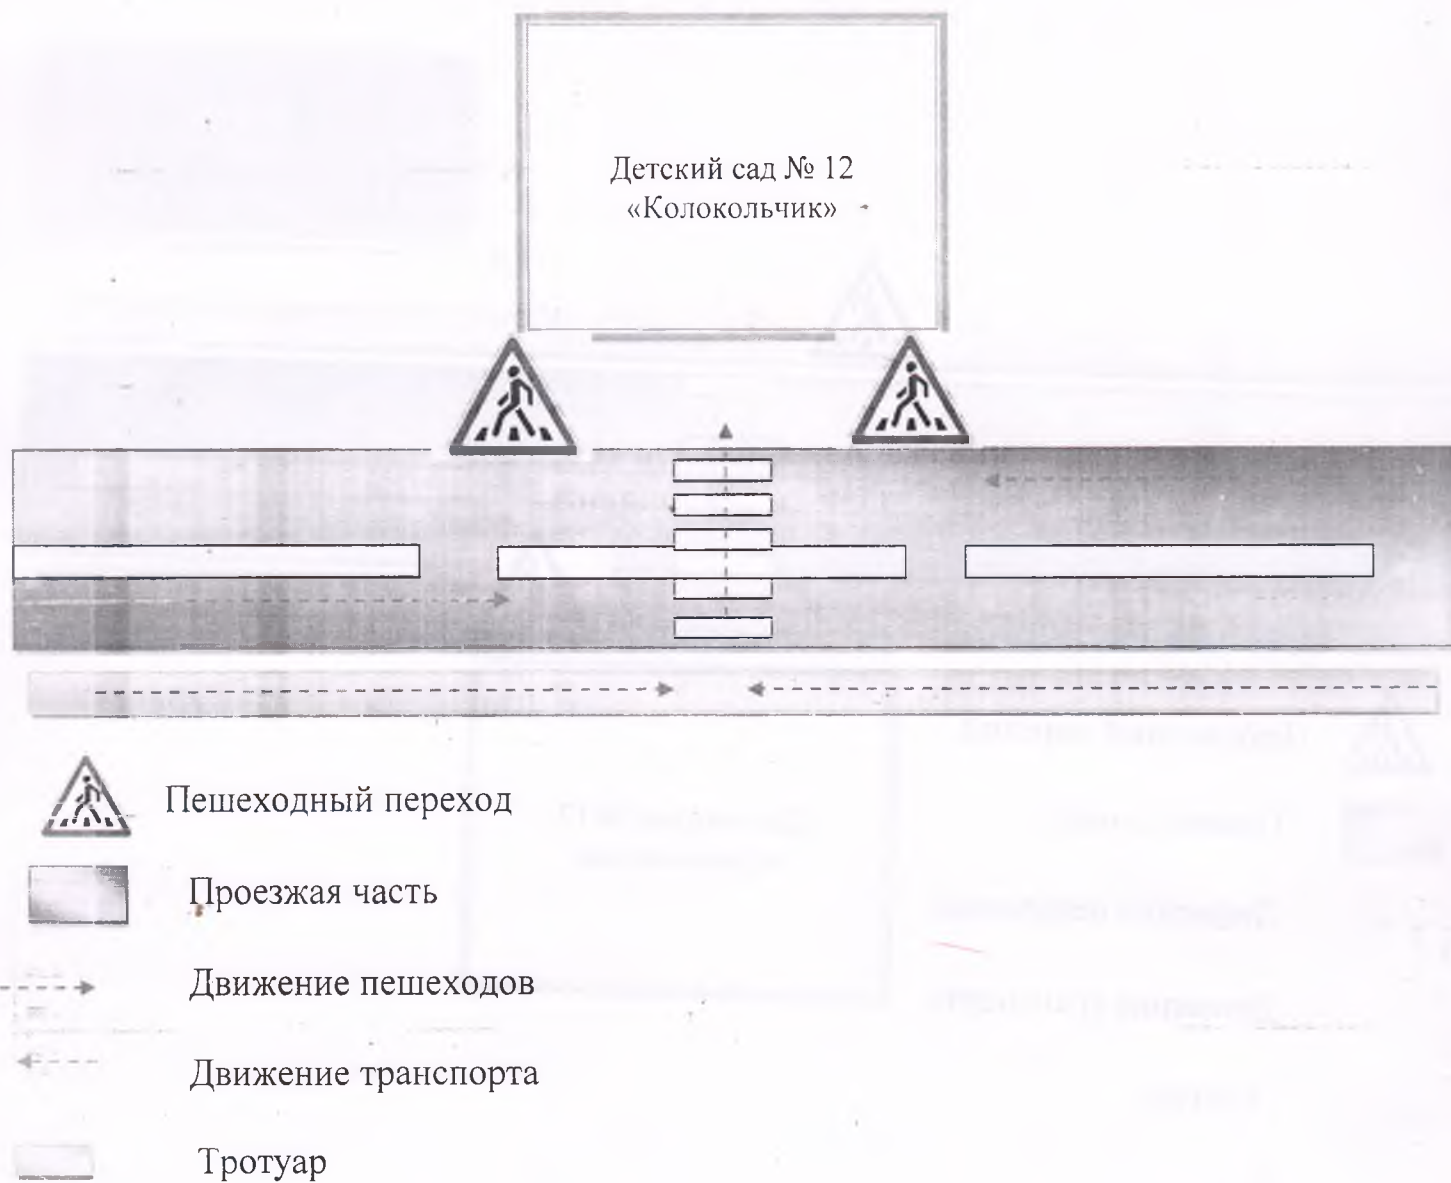 Детский сад № 12
«Колокольчик»
Пешеходный переход
Проезжая часть
Движение пешеходов
Движение транспорта
Тротуар